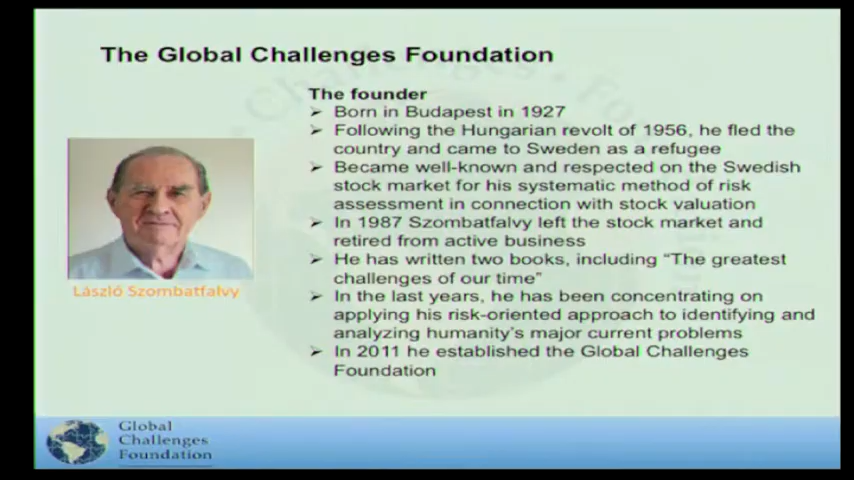 The Global Challenges Foundation
The founder
➢ Born in Budapest in 1927
➢ Following the Hungarian revolt of 1956, he fled the
country and came to Sweden as a refugee
➢ Became well-known and respected on the Swedish
stock market for his systematic method of risk
assessment in connection with stock valuation
➢ In 1987 Szombatfalvy left the stock market and
retired from active business
➢ He has written two books, including “The greatest
challenges of our time”
➢ In the last years, he has been concentrating on
applying his risk-oriented approach to identifying and
analyzing humanity’s major current problems
➢ In 2011 he established the Global Challenges
Foundation
László Szombatfalvy
Global
Challenges
Foundation